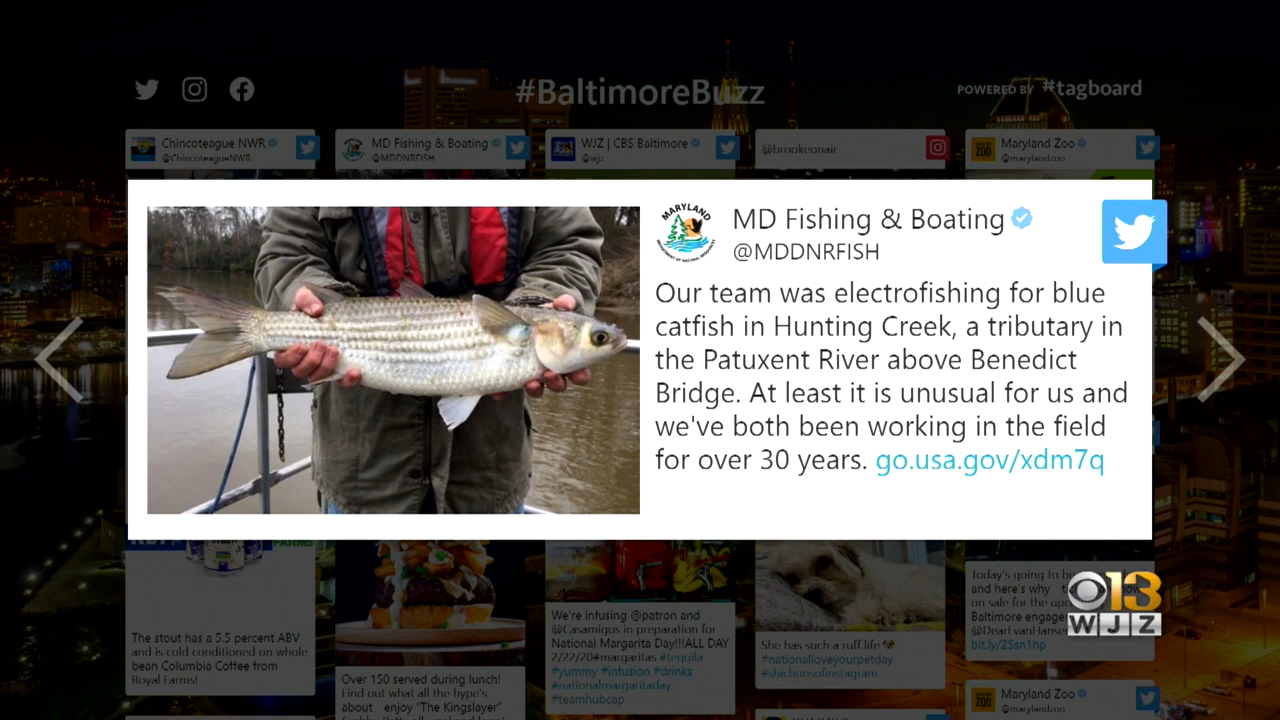 #BaltimoreBuzz
POWERED BY #tagboard
Chincoteague NWR
@ChincoteagueNWR
MD Fishing & Boating
@MDDNRFISH
WJZ | CBS Baltimore
@wjz
@brookeonair
Maryland Zoo
@marylandzoo
MARYLAND
DEPARTMENT OF NATURAL RESOURCES
MD Fishing & Boating
@MDDNRFISH
Our team was electrofishing for blue
catfish in Hunting Creek, a tributary in
the Patuxent River above Benedict
Bridge. At least it is unusual for us and
we've both been working in the field
for over 30 years. go.usa.gov/xdm7q
The stout has a 5.5 percent ABV
and is cold conditioned on whole
bean Columbia Coffee from
Royal Farms!
Over 150 served during lunch!
Find out what all the hype's
about enjoy "The Kingslayer"
We're infusing @patron and
@Casamigos in preparation for
National Margarita Day!!!ALL DAY
2/22/20#margaritas #tequila
#yummy #infusion #drinks
#nationalmargaritaday
#teamhubcap
She has such a ruff life
#nationalloveyourpetday
#shichonsofinstagram
Today's going to be
and here's why
on sale for the
Baltimore
bit.ly/2Ssn1hp
Maryland Zoo
@marylandzoo
13
WJZ